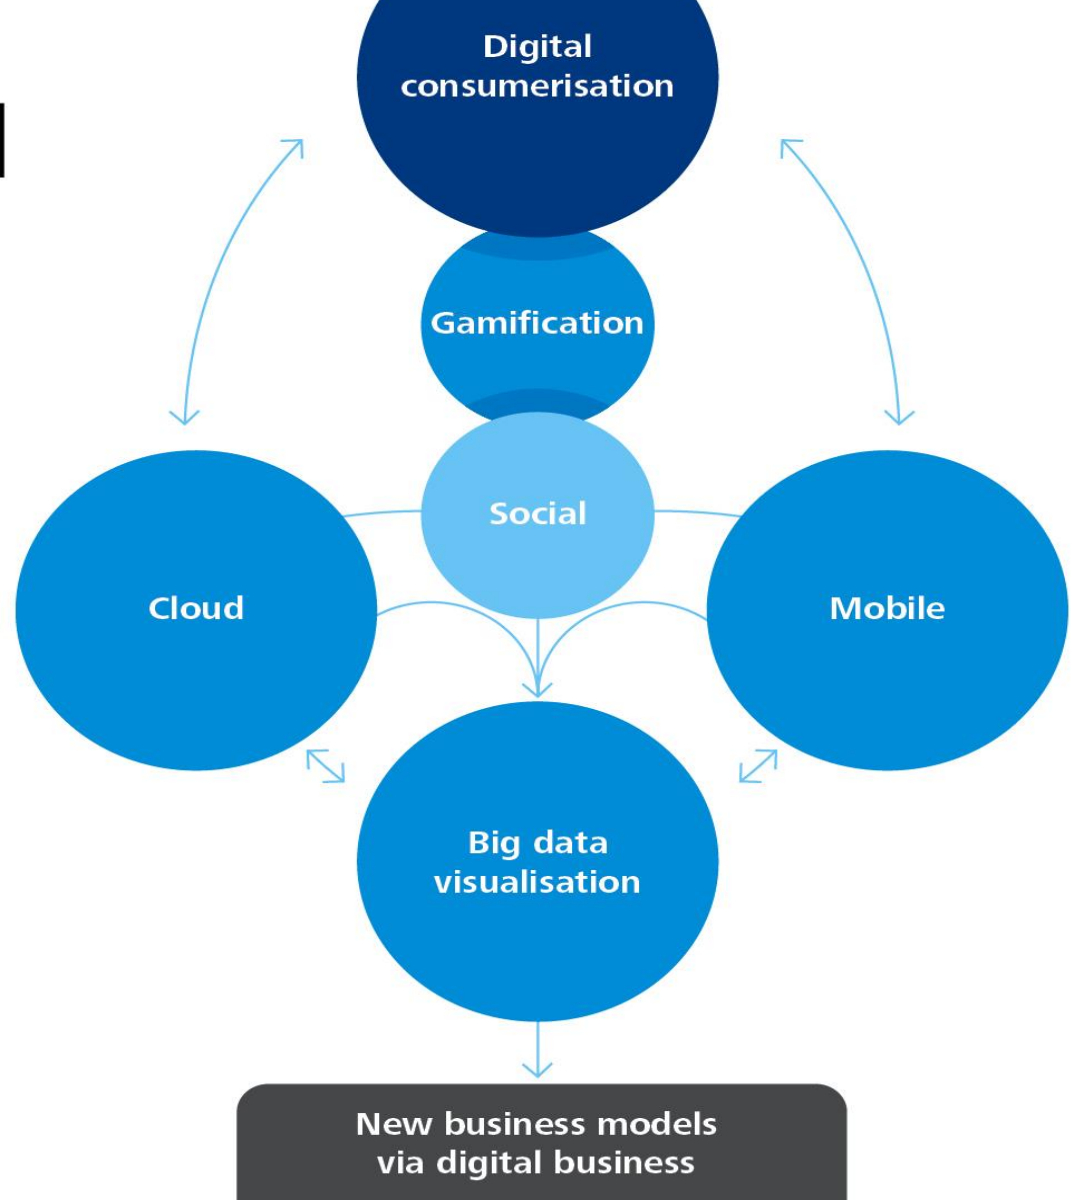 Digital
consumerisation
Gamification
Social
Cloud
Mobile
Big data
visualisation
New business models
via digital business